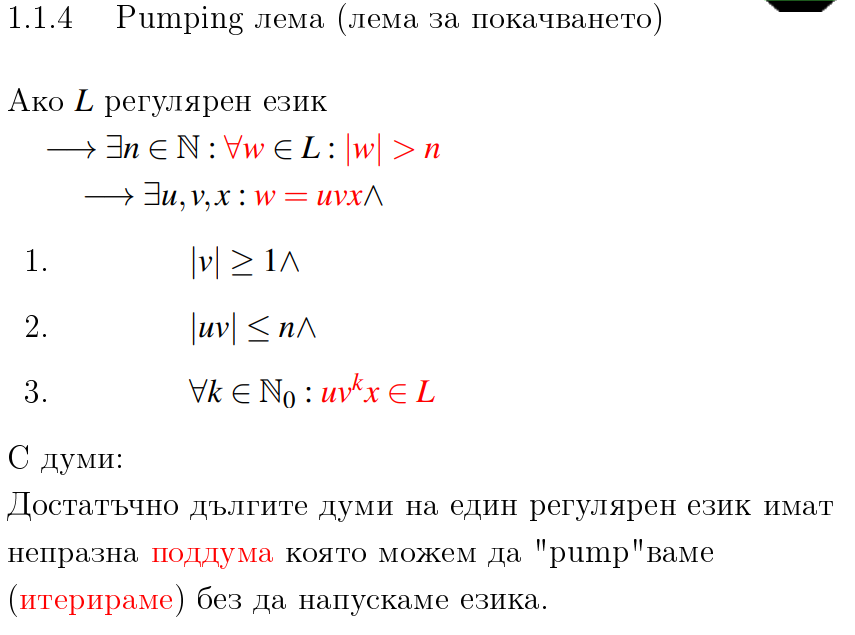 1.1.4 Pumping лема (лема за покачването)
Ако L регулярен език
⟶ ∃n ∈ ℕ : ∀w ∈ L : |w| > n
⟶ ∃u, v, x : w = uvx∧
1. |v| ≥ 1∧
2. |uv| ≤ n∧
3. ∀k ∈ ℕ₀ : uvᵏx ∈ L
С думи:
Достатъчно дългите думи на един регулярен език имат
непразна поддума която можем да "pump"ваме
(итерираме) без да напускаме езика.